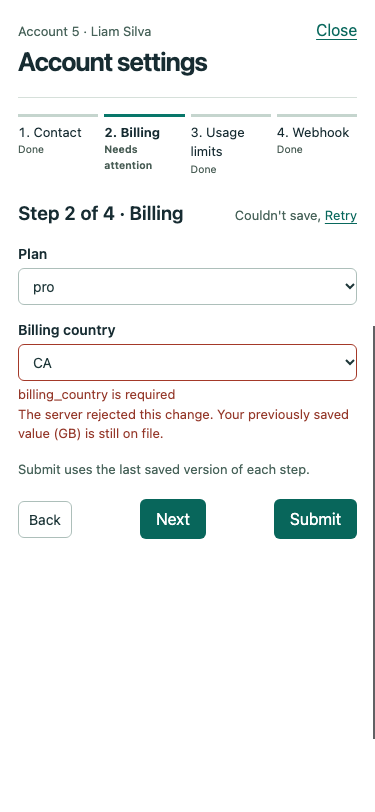 Account 5 · Liam Silva
Close
Account settings
1. Contact
Done
2. Billing
Needs
attention
3. Usage
limits
Done
4. Webhook
Done
Step 2 of 4 · Billing
Couldn't save, Retry
Plan
pro
Billing country
CA
billing_country is required
The server rejected this change. Your previously saved
value (GB) is still on file.
Submit uses the last saved version of each step.
Back
Next
Submit